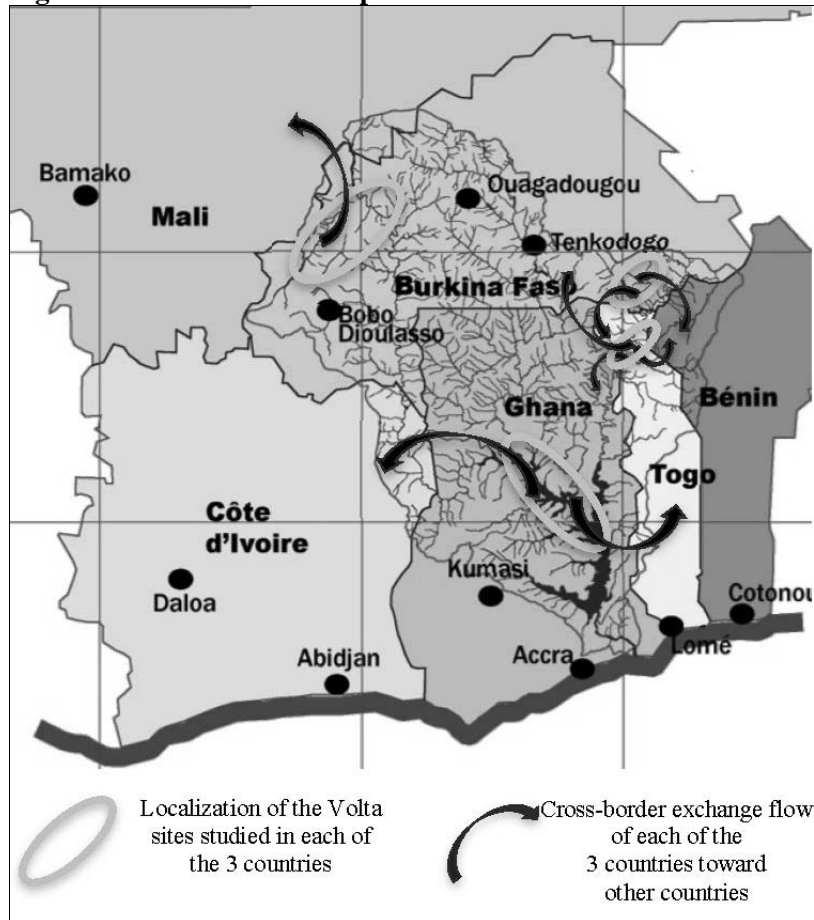 Bamako
Mali
Ouagadougou
Tenkodogo
Burkina Faso
Bobo
Dioulasso
Ghana
Bénin
Togo
Côte
d'Ivoire
Kumasi
Daloa
Cotonou
Lomé
Abidjan
Accra
Localization of the Volta
sites studied in each of
the 3 countries
Cross-border exchange flow
of each of the
3 countries toward
other countries